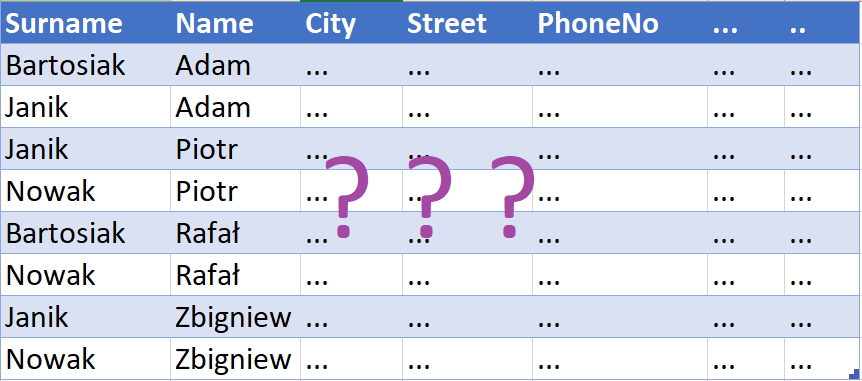 Surname Name City Street PhoneNo ... ..
Bartosiak Adam ... ... ... ... ...
Janik Adam ... ... ... ... ...
Janik Piotr ... ... ... ... ...
Nowak Piotr ... ... ... ... ...
Bartosiak Rafał ... ... ... ... ...
Nowak Rafał ... ... ... ... ...
Janik Zbigniew ... ... ... ... ...
Nowak Zbigniew ... ... ... ... ...
? ? ?